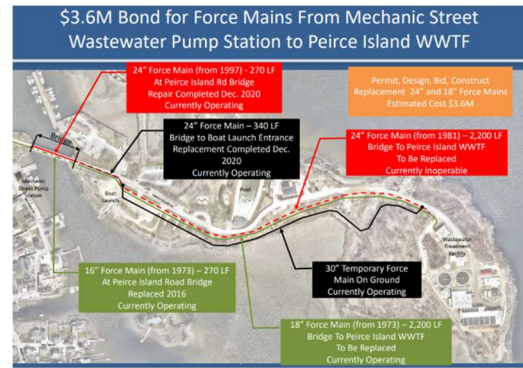 $3.6M Bond for Force Mains From Mechanic Street
Wastewater Pump Station to Peirce Island WWTF
24" Force Main (from 1997) - 270 LF
At Peirce Island Rd Bridge
Repair Completed Dec. 2020
Currently Operating
Permit, Design, Bid, Construct
Replacement 24" and 18" Force Mains
Estimated Cost $3.6M
24" Force Main – 340 LF
Bridge to Boat Launch Entrance
Replacement Completed Dec.
2020
Currently Operating
24" Force Main (from 1981) – 2,200 LF
Bridge To Peirce Island WWTF
To Be Replaced
Currently Inoperable
Bridge
Mechanic
Street Pump
Station
Boat
Launch
Pool
Wastewater
Treatment
Facility
16" Force Main (from 1973) – 270 LF
At Peirce Island Road Bridge
Replaced 2016
Currently Operating
30" Temporary Force
Main On Ground
Currently Operating
18" Force Main (from 1973) – 2,200 LF
Bridge To Peirce Island WWTF
To Be Replaced
Currently Operating